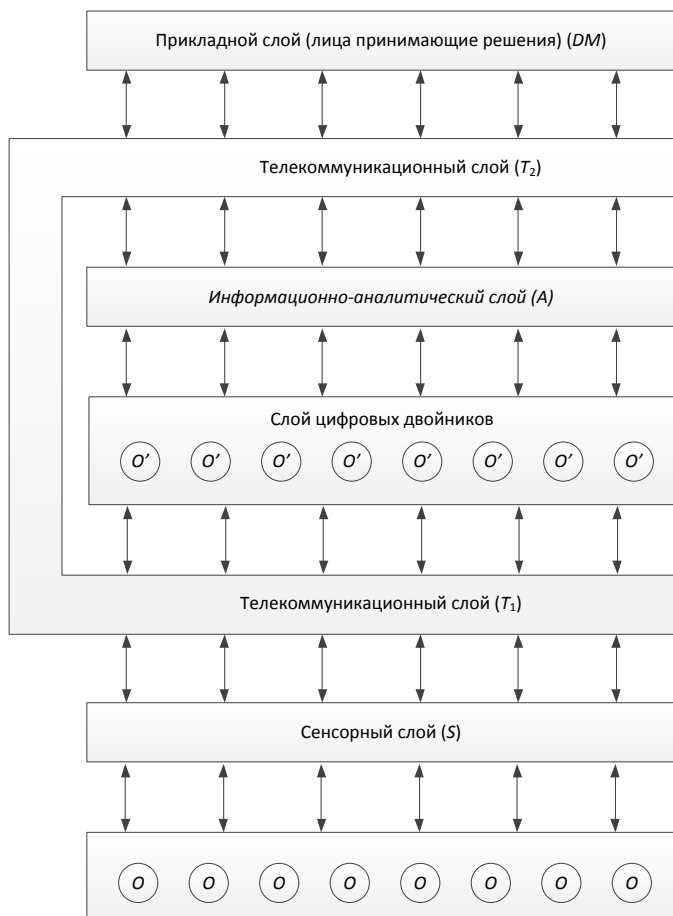 Прикладной слой (лица принимающие решения) (DM)
Телекоммуникационный слой (T₂)
Информационно-аналитический слой (A)
Слой цифровых двойников
O' O' O' O' O' O' O' O'
Телекоммуникационный слой (T₁)
Сенсорный слой (S)
O O O O O O O O